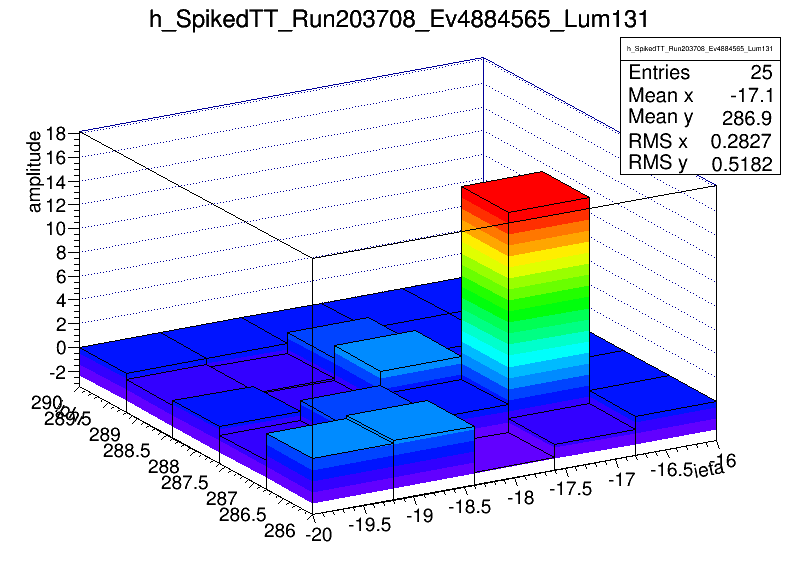 h_SpikedTT_Run203708_Ev4884565_Lum131
h_SpikedTT_Run203708_Ev4884565_Lum131
Entries 25
Mean x -17.1
Mean y 286.9
RMS x 0.2827
RMS y 0.5182
amplitude
18
16
14
12
10
8
6
4
2
0
-2
290
289.5
289
288.5
288
287.5
287
286.5
286
iphi
-20
-19.5
-19
-18.5
-18
-17.5
-17
-16.5
-16
ieta